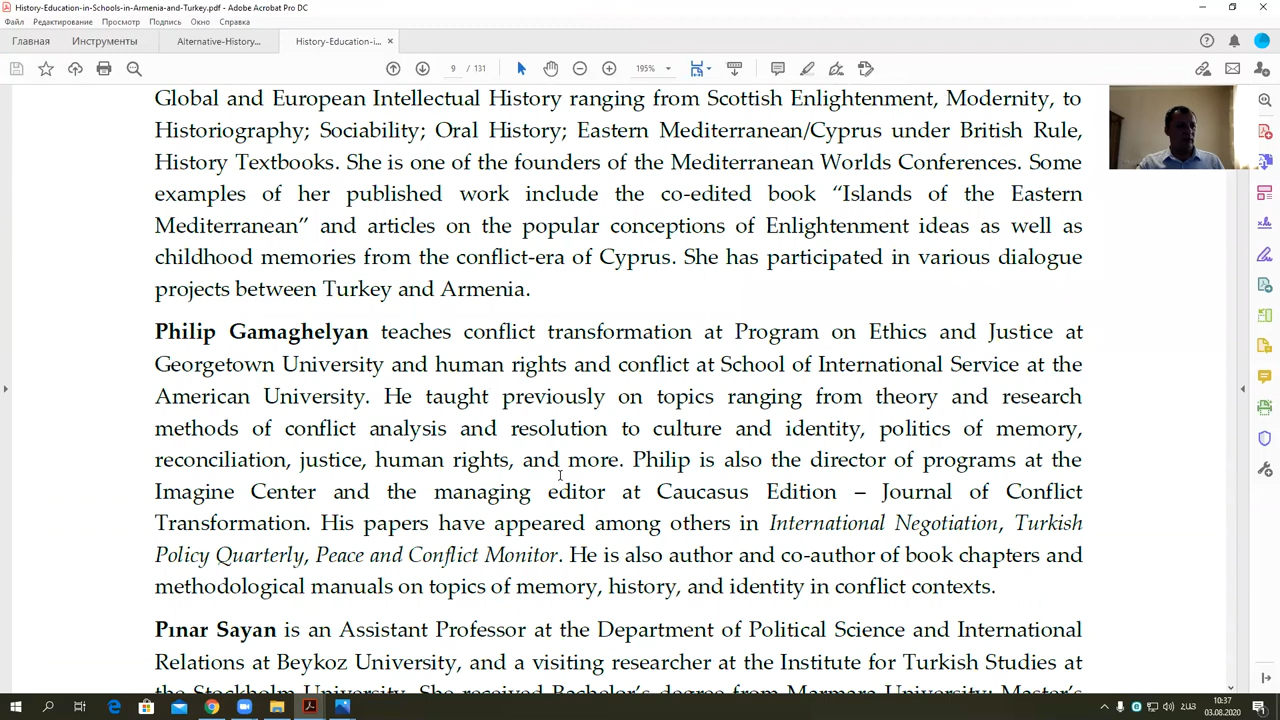 History-Education-in-Schools-in-Armenia-and-Turkey.pdf - Adobe Acrobat Pro DC
Файл Редактирование Просмотр Подпись Окно Справка
Главная Инструменты Alternative-History... History-Education-i... ×
9 / 131 195%
Global and European Intellectual History ranging from Scottish Enlightenment, Modernity, to
Historiography; Sociability; Oral History; Eastern Mediterranean/Cyprus under British Rule,
History Textbooks. She is one of the founders of the Mediterranean Worlds Conferences. Some
examples of her published work include the co-edited book “Islands of the Eastern
Mediterranean” and articles on the popular conceptions of Enlightenment ideas as well as
childhood memories from the conflict-era of Cyprus. She has participated in various dialogue
projects between Turkey and Armenia.
Philip Gamaghelyan teaches conflict transformation at Program on Ethics and Justice at
Georgetown University and human rights and conflict at School of International Service at the
American University. He taught previously on topics ranging from theory and research
methods of conflict analysis and resolution to culture and identity, politics of memory,
reconciliation, justice, human rights, and more. Philip is also the director of programs at the
Imagine Center and the managing editor at Caucasus Edition – Journal of Conflict
Transformation. His papers have appeared among others in International Negotiation, Turkish
Policy Quarterly, Peace and Conflict Monitor. He is also author and co-author of book chapters and
methodological manuals on topics of memory, history, and identity in conflict contexts.
Pınar Sayan is an Assistant Professor at the Department of Political Science and International
Relations at Beykoz University, and a visiting researcher at the Institute for Turkish Studies at
the Stockholm University. She received Bachelor’s degree from Marmara University; Master’s
10:37
ՀԱՅ
03.08.2020